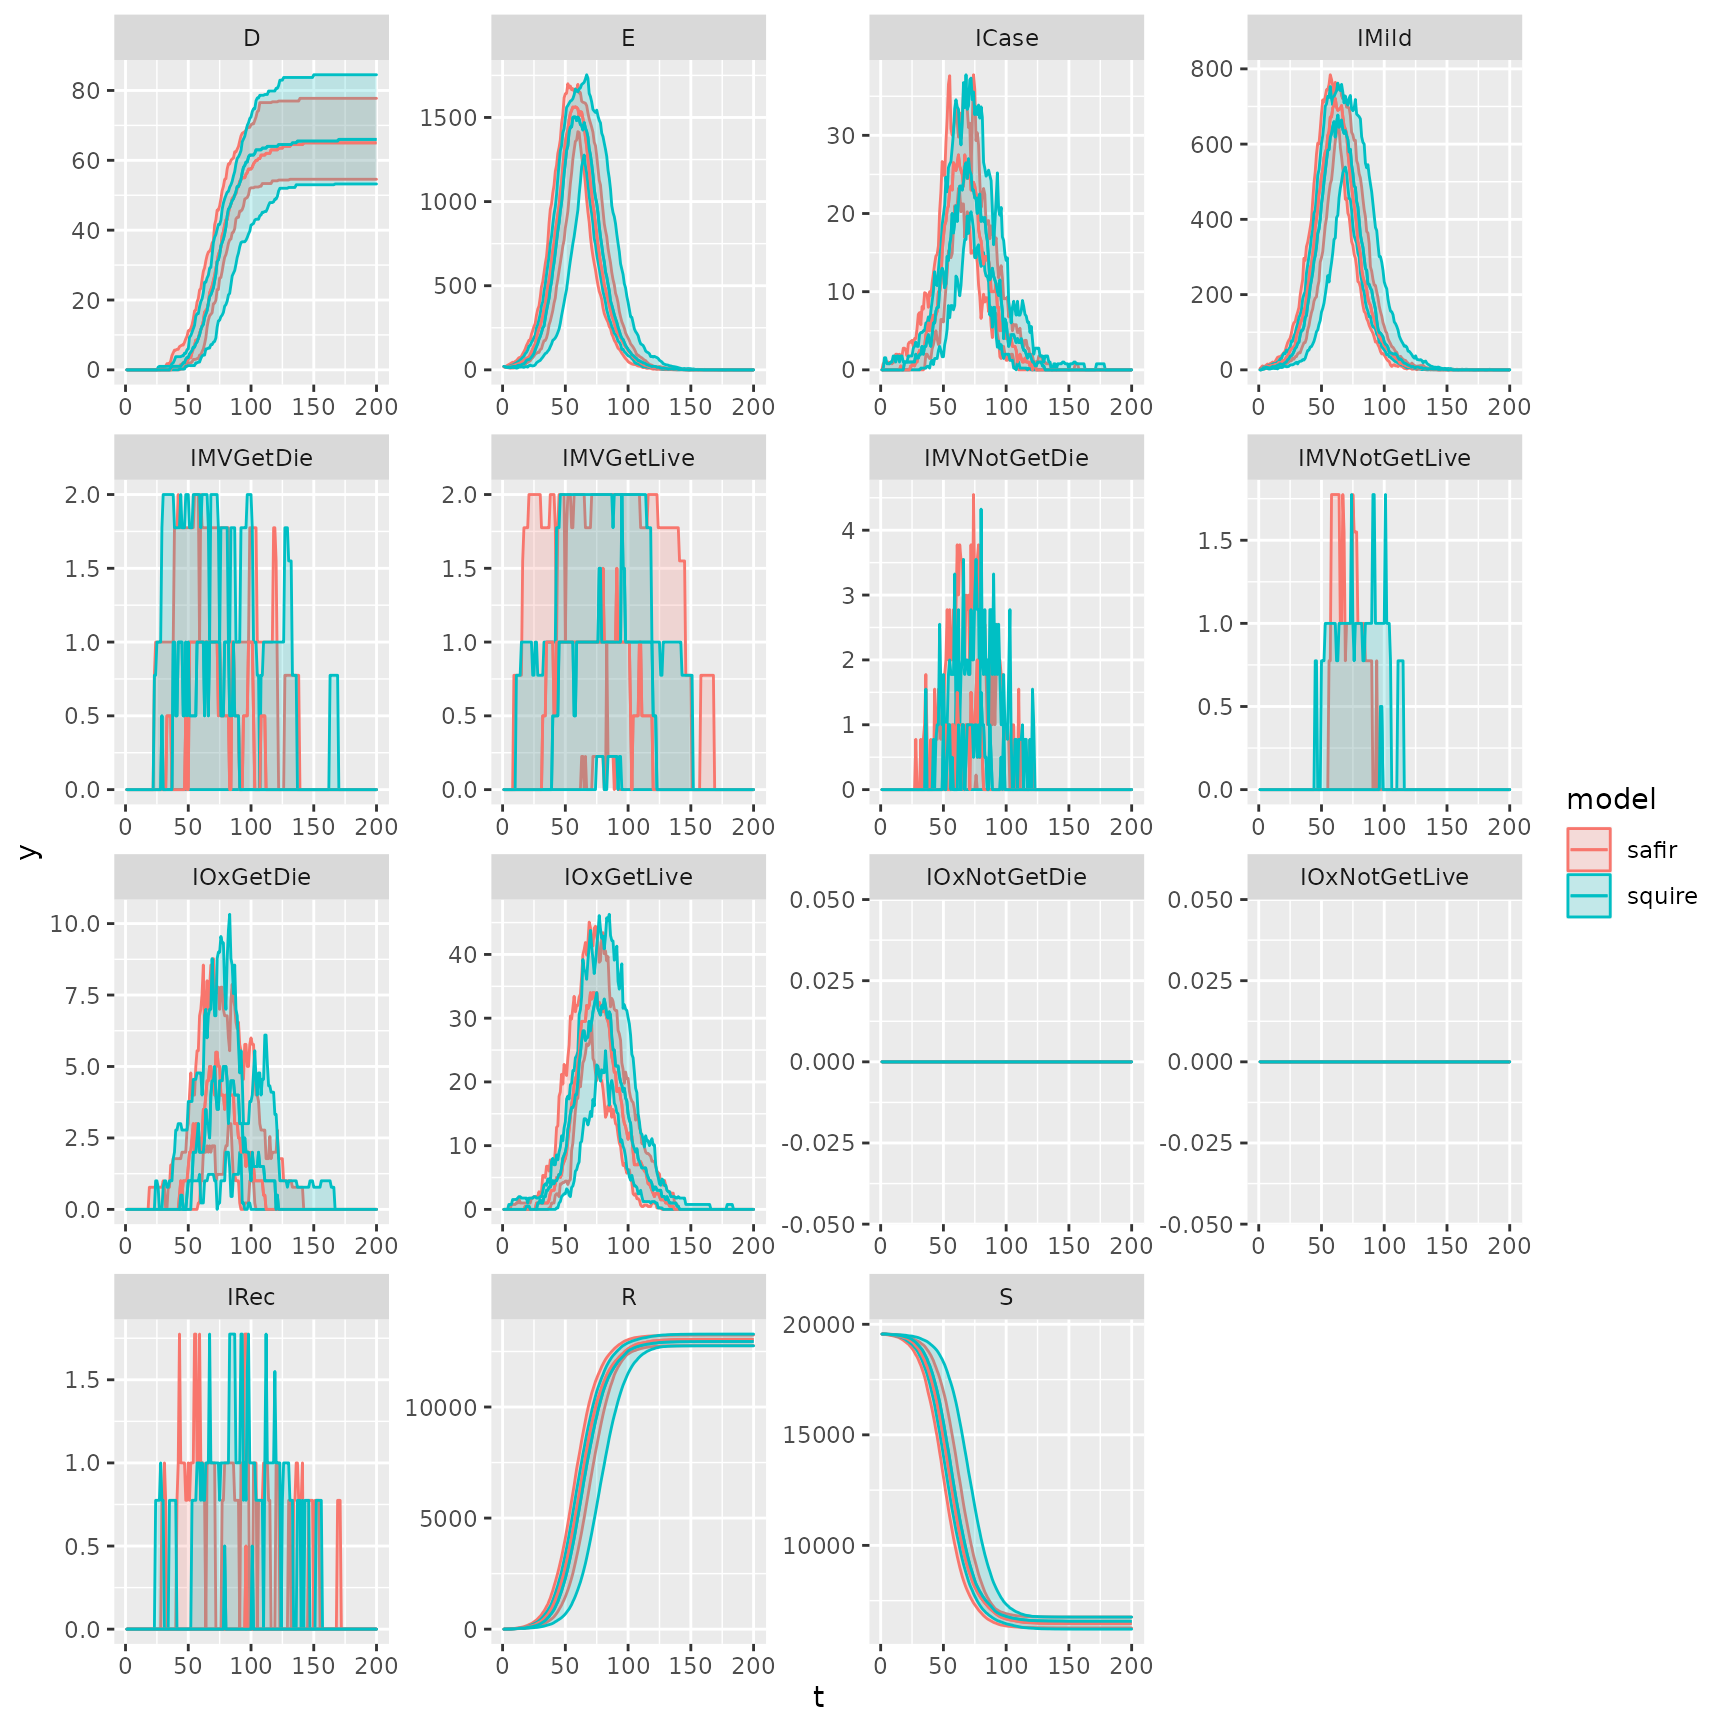 D E ICase IMild
80 1500 30 800
60 1000 20 600
40 500 10 400
20 0 0 200
0 0
0 50 100 150 200 0 50 100 150 200 0 50 100 150 200 0 50 100 150 200
IMVGetDie IMVGetLive IMVNotGetDie IMVNotGetLive
2.0 2.0 4 1.5
1.5 1.5 3 1.0
1.0 1.0 2 0.5
0.5 0.5 1 0.0
0.0 0.0 0
0 50 100 150 200 0 50 100 150 200 0 50 100 150 200 0 50 100 150 200
IOxGetDie IOxGetLive IOxNotGetDie IOxNotGetLive
10.0 40 0.050 0.050
7.5 30 0.025 0.025
5.0 20 0.000 0.000
2.5 10 -0.025 -0.025
0.0 0 -0.050 -0.050
0 50 100 150 200 0 50 100 150 200 0 50 100 150 200 0 50 100 150 200
IRec R S
1.5 10000 20000
1.0 5000 15000
0.5 0 10000
0.0
0 50 100 150 200 0 50 100 150 200 0 50 100 150 200
t
y
model
safir
squire